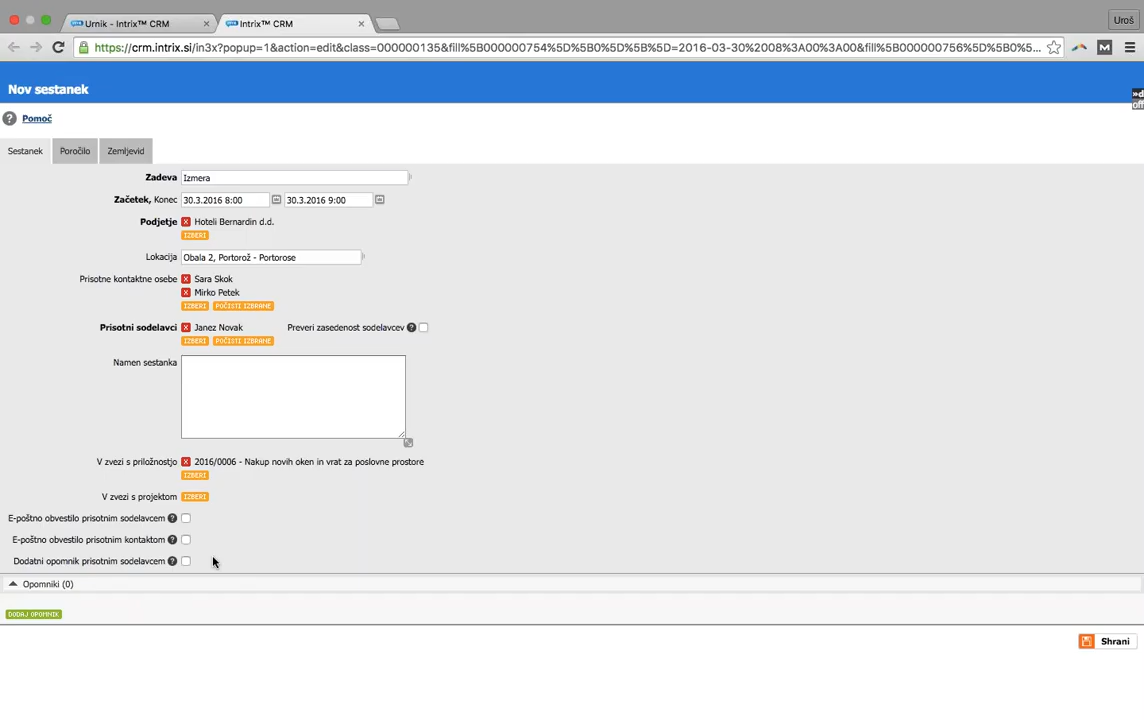 Urnik - Intrix™ CRM
Intrix™ CRM
Uroš
https://crm.intrix.si/in3x?popup=1&action=edit&class=000000135&fill%5B000000754%5D%5B0%5D%5B%5D=2016-03-30%2008%3A00%3A00&fill%5B000000756%5D%5B0%5...
Nov sestanek
off
? Pomoč
Sestanek
Poročilo
Zemljevid
Zadeva Izmera
Začetek, Konec 30.3.2016 8:00 30.3.2016 9:00
Podjetje X Hoteli Bernardin d.d.
IZBERI
Lokacija Obala 2, Portorož - Portorose
Prisotne kontaktne osebe X Sara Skok
X Mirko Petek
IZBERI POČISTI IZBRANE
Prisotni sodelavci X Janez Novak Preveri zasedenost sodelavcev ?
IZBERI POČISTI IZBRANE
Namen sestanka
V zvezi s priložnostjo X 2016/0006 - Nakup novih oken in vrat za poslovne prostore
IZBERI
V zvezi s projektom IZBERI
E-poštno obvestilo prisotnim sodelavcem ?
E-poštno obvestilo prisotnim kontaktom ?
Dodatni opomnik prisotnim sodelavcem ?
Opomniki (0)
DODAJ OPOMNIK
Shrani